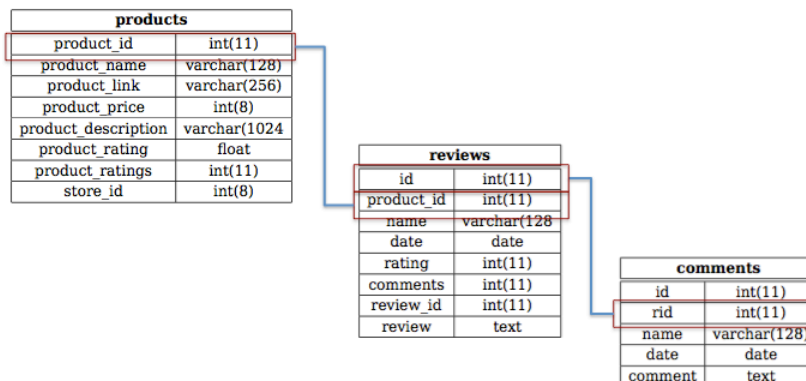 products
product_id int(11)
product_name varchar(128)
product_link varchar(256)
product_price int(8)
product_description varchar(1024
product_rating float
product_ratings int(11)
store_id int(8)
reviews
id int(11)
product_id int(11)
name varchar(128
date date
rating int(11)
comments int(11)
review_id int(11)
review text
comments
id int(11)
rid int(11)
name varchar(128)
date date
comment text